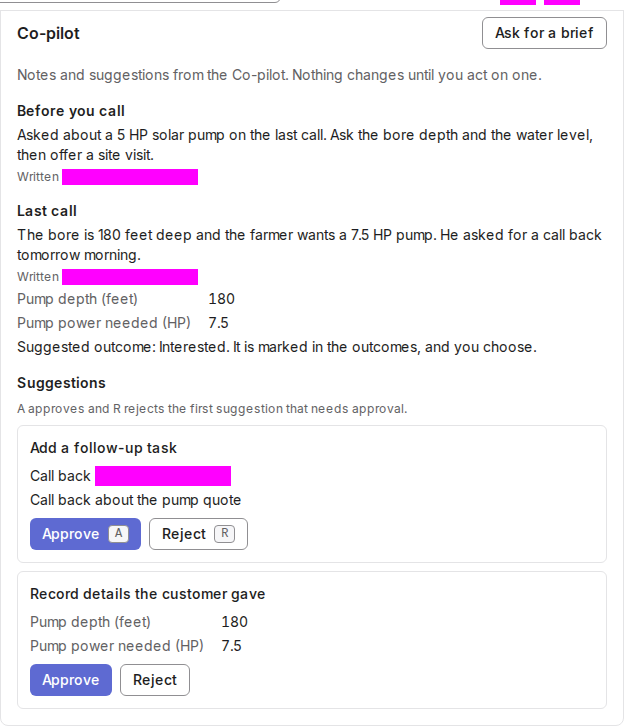 Co-pilot
Ask for a brief
Notes and suggestions from the Co-pilot. Nothing changes until you act on one.
Before you call
Asked about a 5 HP solar pump on the last call. Ask the bore depth and the water level,
then offer a site visit.
Written
Last call
The bore is 180 feet deep and the farmer wants a 7.5 HP pump. He asked for a call back
tomorrow morning.
Written
Pump depth (feet) 180
Pump power needed (HP) 7.5
Suggested outcome: Interested. It is marked in the outcomes, and you choose.
Suggestions
A approves and R rejects the first suggestion that needs approval.
Add a follow-up task
Call back
Call back about the pump quote
Approve A Reject R
Record details the customer gave
Pump depth (feet) 180
Pump power needed (HP) 7.5
Approve Reject